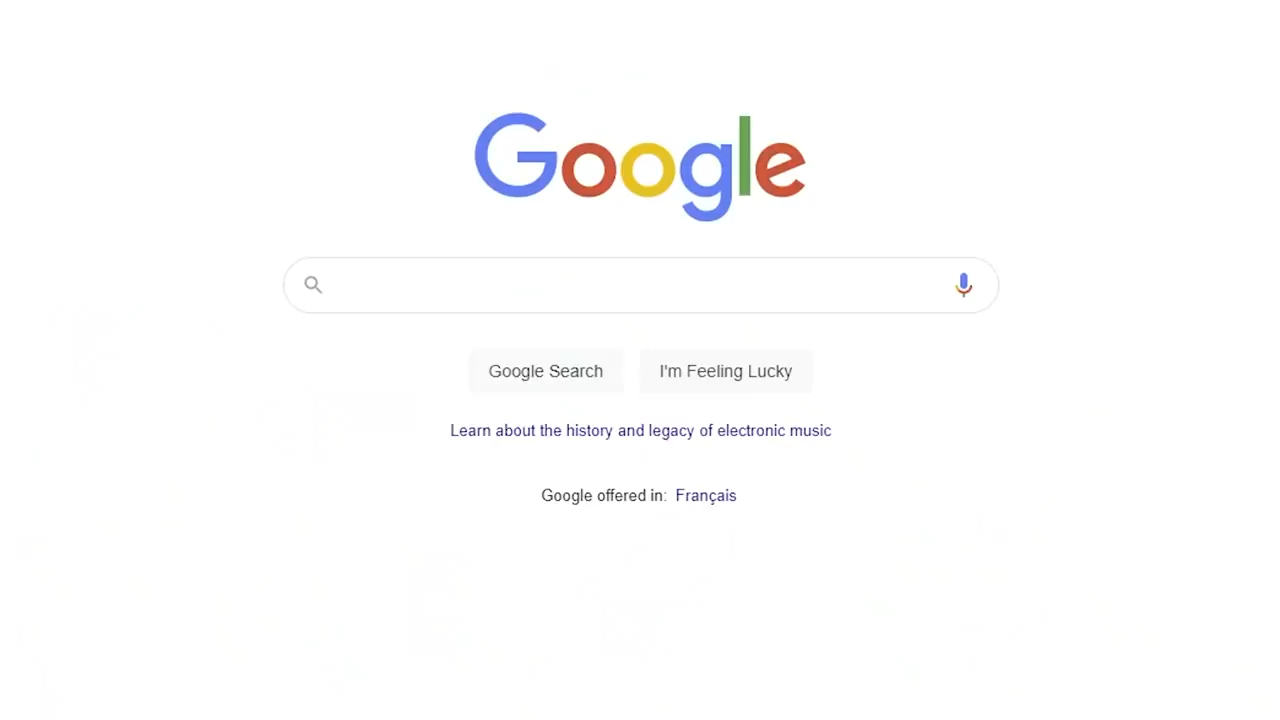 Google
Google Search
I'm Feeling Lucky
Learn about the history and legacy of electronic music
Google offered in: Français